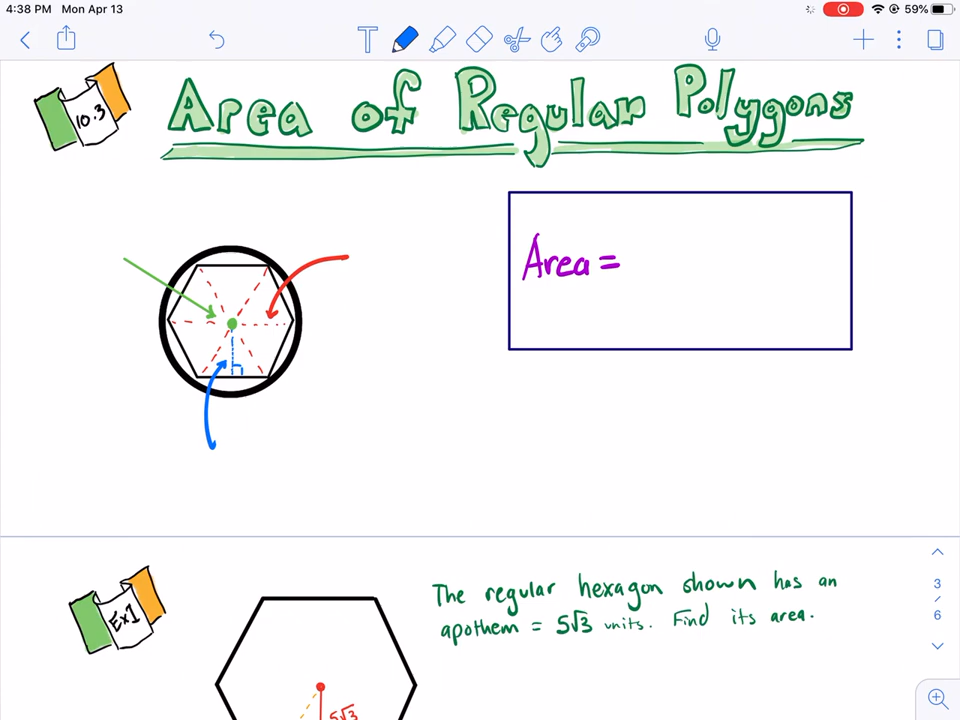 4:38 PM Mon Apr 13
59%
T
10.3
Area of Regular Polygons
Area =
3
/
6
Ex1
The regular hexagon shown has an
apothem = 5√3 units. Find its area.
5√3